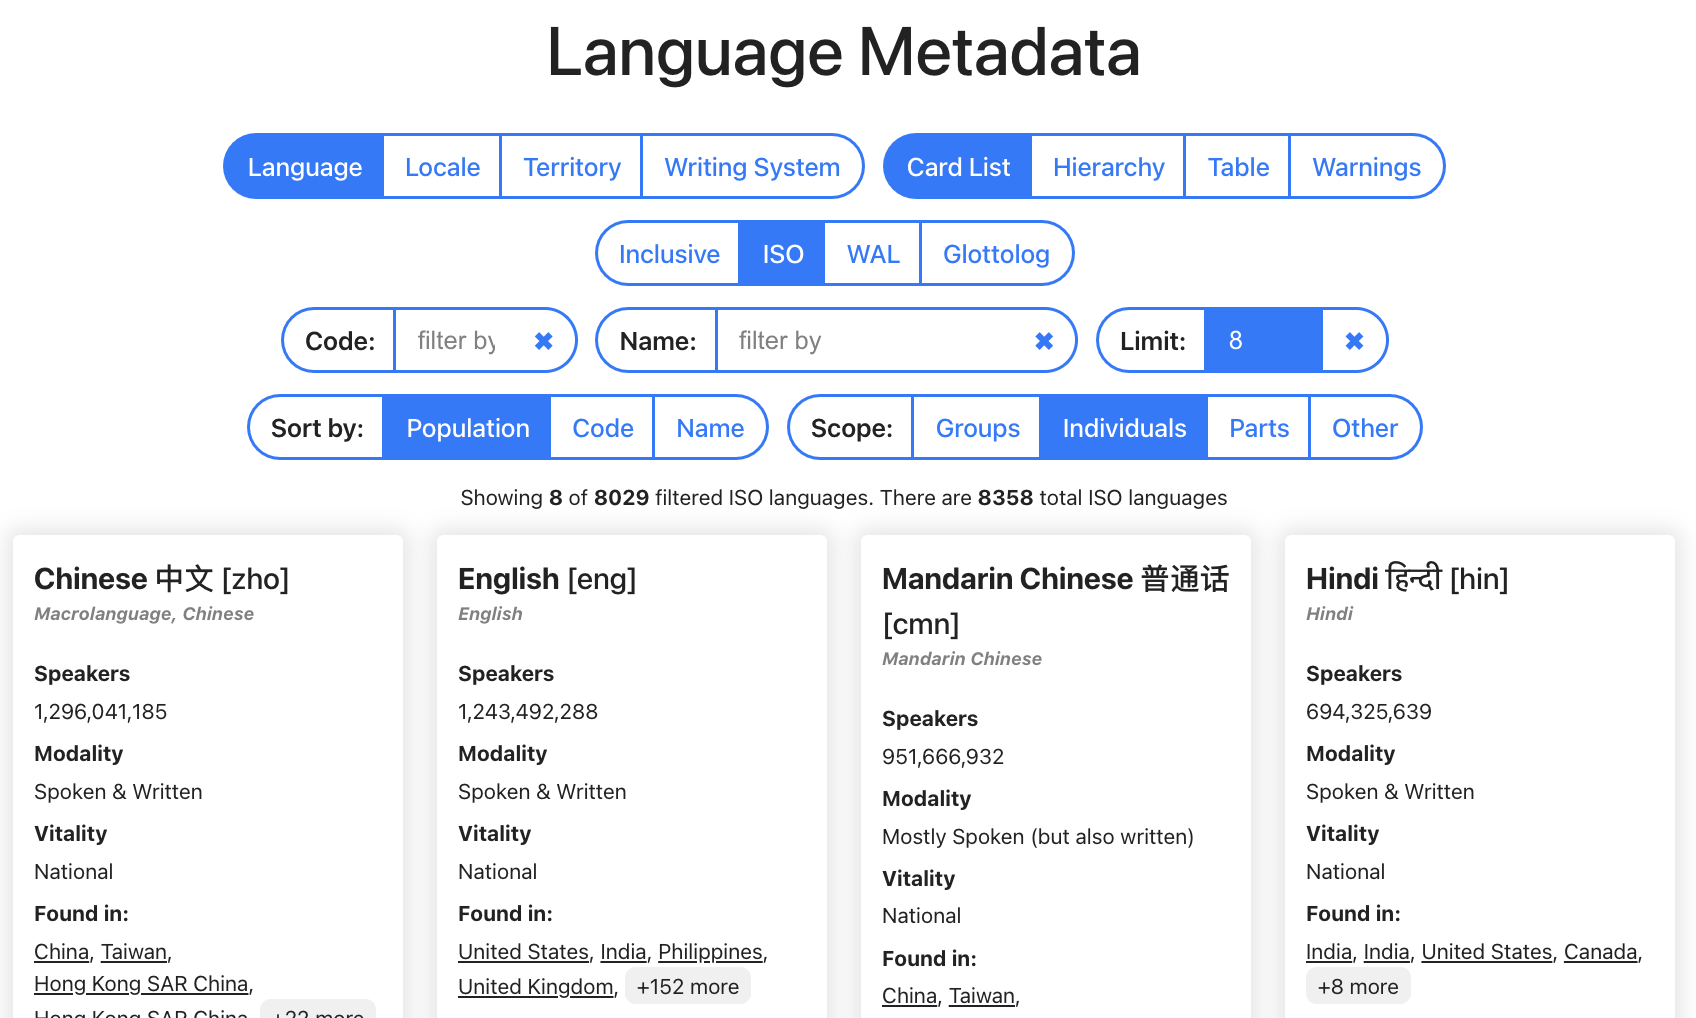 Language Metadata
Language Locale Territory Writing System Card List Hierarchy Table Warnings
Inclusive ISO WAL Glottolog
Code: filter by ✖ Name: filter by ✖ Limit: 8 ✖
Sort by: Population Code Name Scope: Groups Individuals Parts Other
Showing 8 of 8029 filtered ISO languages. There are 8358 total ISO languages
Chinese 中文 [zho]
Macrolanguage, Chinese
Speakers
1,296,041,185
Modality
Spoken & Written
Vitality
National
Found in:
China, Taiwan,
Hong Kong SAR China,
Hong Kong SAR China, +22 more
English [eng]
English
Speakers
1,243,492,288
Modality
Spoken & Written
Vitality
National
Found in:
United States, India, Philippines,
United Kingdom, +152 more
Mandarin Chinese 普通话
[cmn]
Mandarin Chinese
Speakers
951,666,932
Modality
Mostly Spoken (but also written)
Vitality
National
Found in:
China, Taiwan,
Hindi हिन्दी [hin]
Hindi
Speakers
694,325,639
Modality
Spoken & Written
Vitality
National
Found in:
India, India, United States, Canada,
+8 more